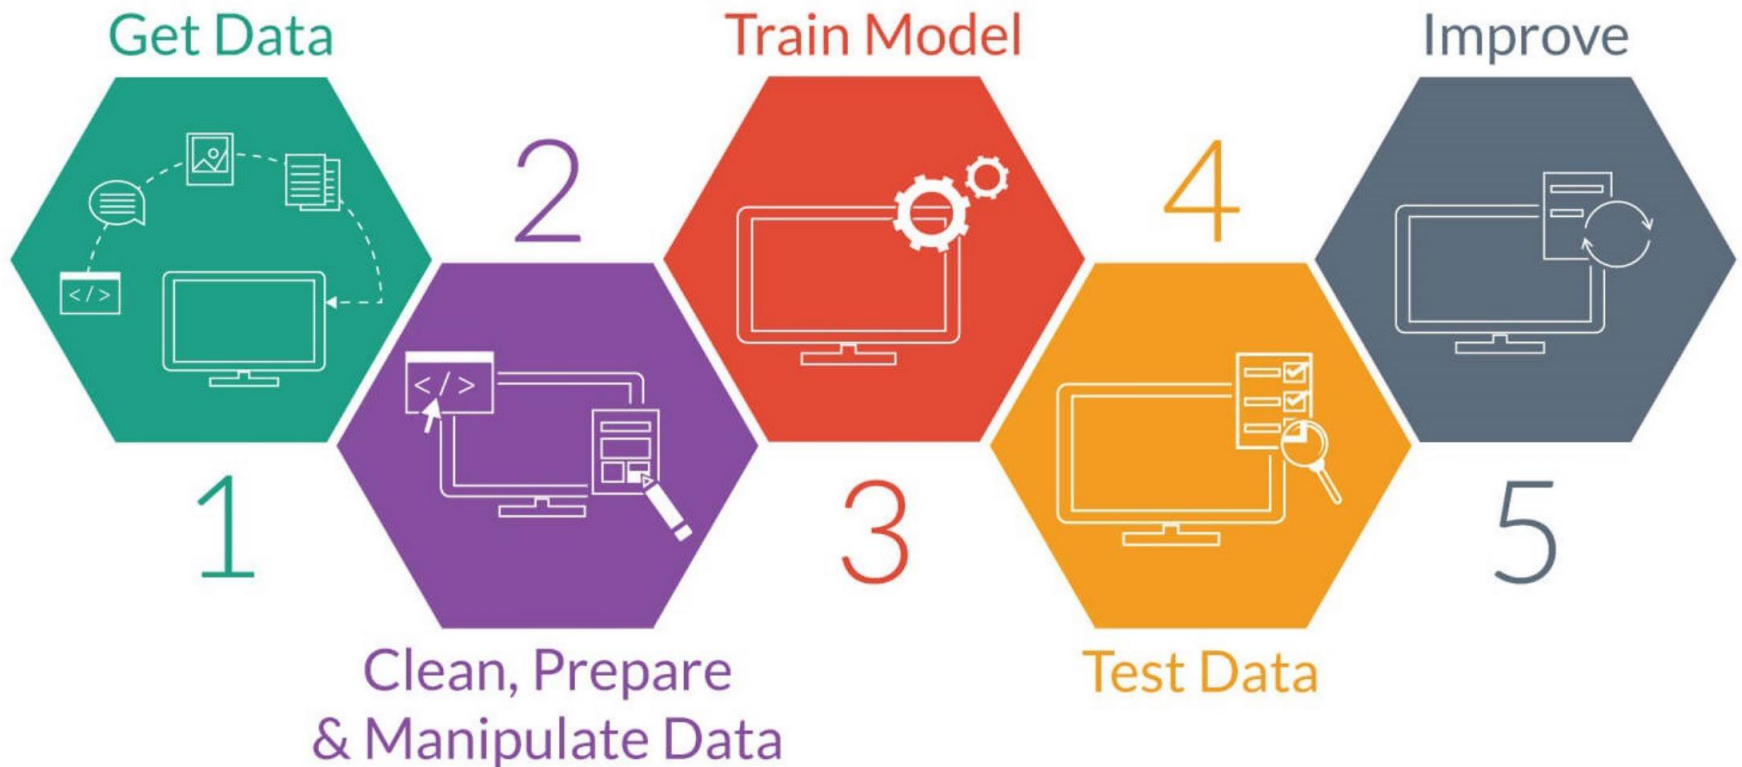 Get Data
1
</>
2
</>
Clean, Prepare
& Manipulate Data
Train Model
3
4
Test Data
Improve
5